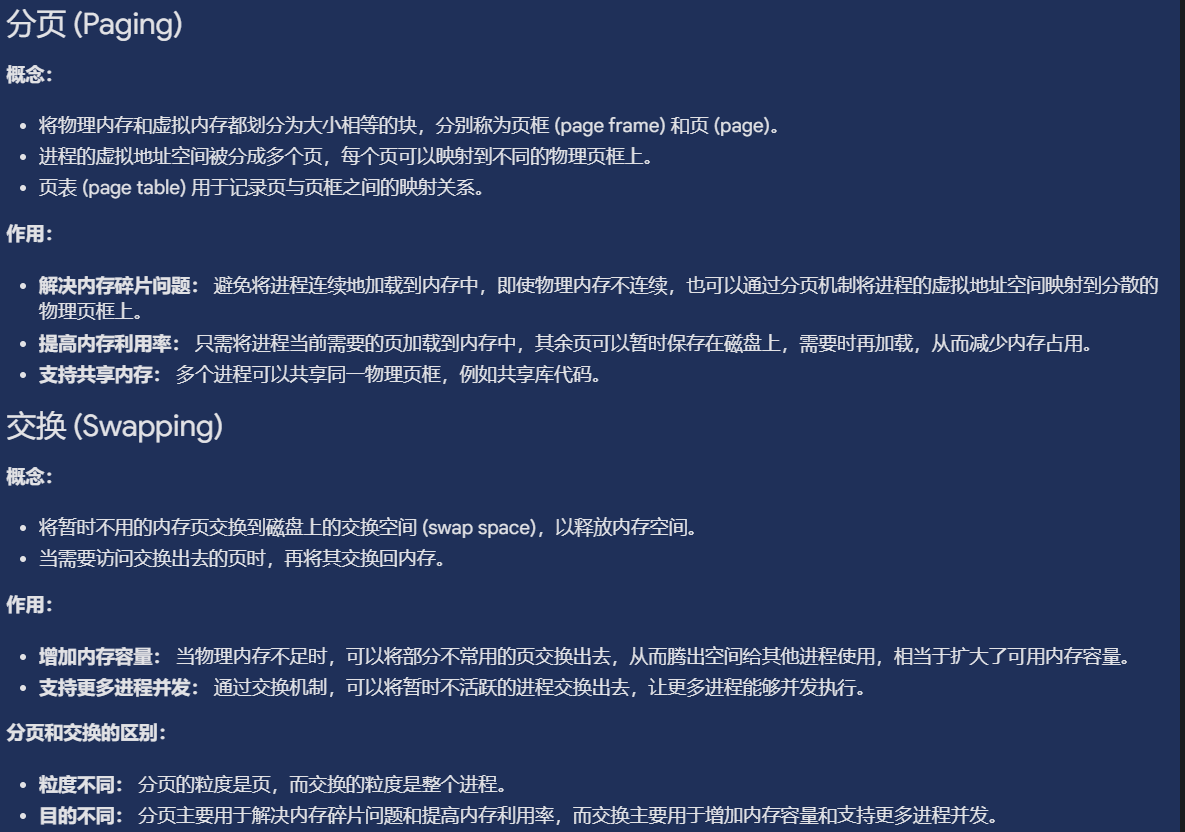 分页 (Paging)
概念：
• 将物理内存和虚拟内存都划分为大小相等的块，分别称为页框 (page frame) 和页 (page)。
• 进程的虚拟地址空间被分成多个页，每个页可以映射到不同的物理页框上。
• 页表 (page table) 用于记录页与页框之间的映射关系。
作用：
• 解决内存碎片问题： 避免将进程连续地加载到内存中，即使物理内存不连续，也可以通过分页机制将进程的虚拟地址空间映射到分散的
物理页框上。
• 提高内存利用率： 只需将进程当前需要的页加载到内存中，其余页可以暂时保存在磁盘上，需要时再加载，从而减少内存占用。
• 支持共享内存： 多个进程可以共享同一物理页框，例如共享库代码。
交换 (Swapping)
概念：
• 将暂时不用的内存页交换到磁盘上的交换空间 (swap space)，以释放内存空间。
• 当需要访问交换出去的页时，再将其交换回内存。
作用：
• 增加内存容量： 当物理内存不足时，可以将部分不常用的页交换出去，从而腾出空间给其他进程使用，相当于扩大了可用内存容量。
• 支持更多进程并发： 通过交换机制，可以将暂时不活跃的进程交换出去，让更多进程能够并发执行。
分页和交换的区别：
• 粒度不同： 分页的粒度是页，而交换的粒度是整个进程。
• 目的不同： 分页主要用于解决内存碎片问题和提高内存利用率，而交换主要用于增加内存容量和支持更多进程并发。